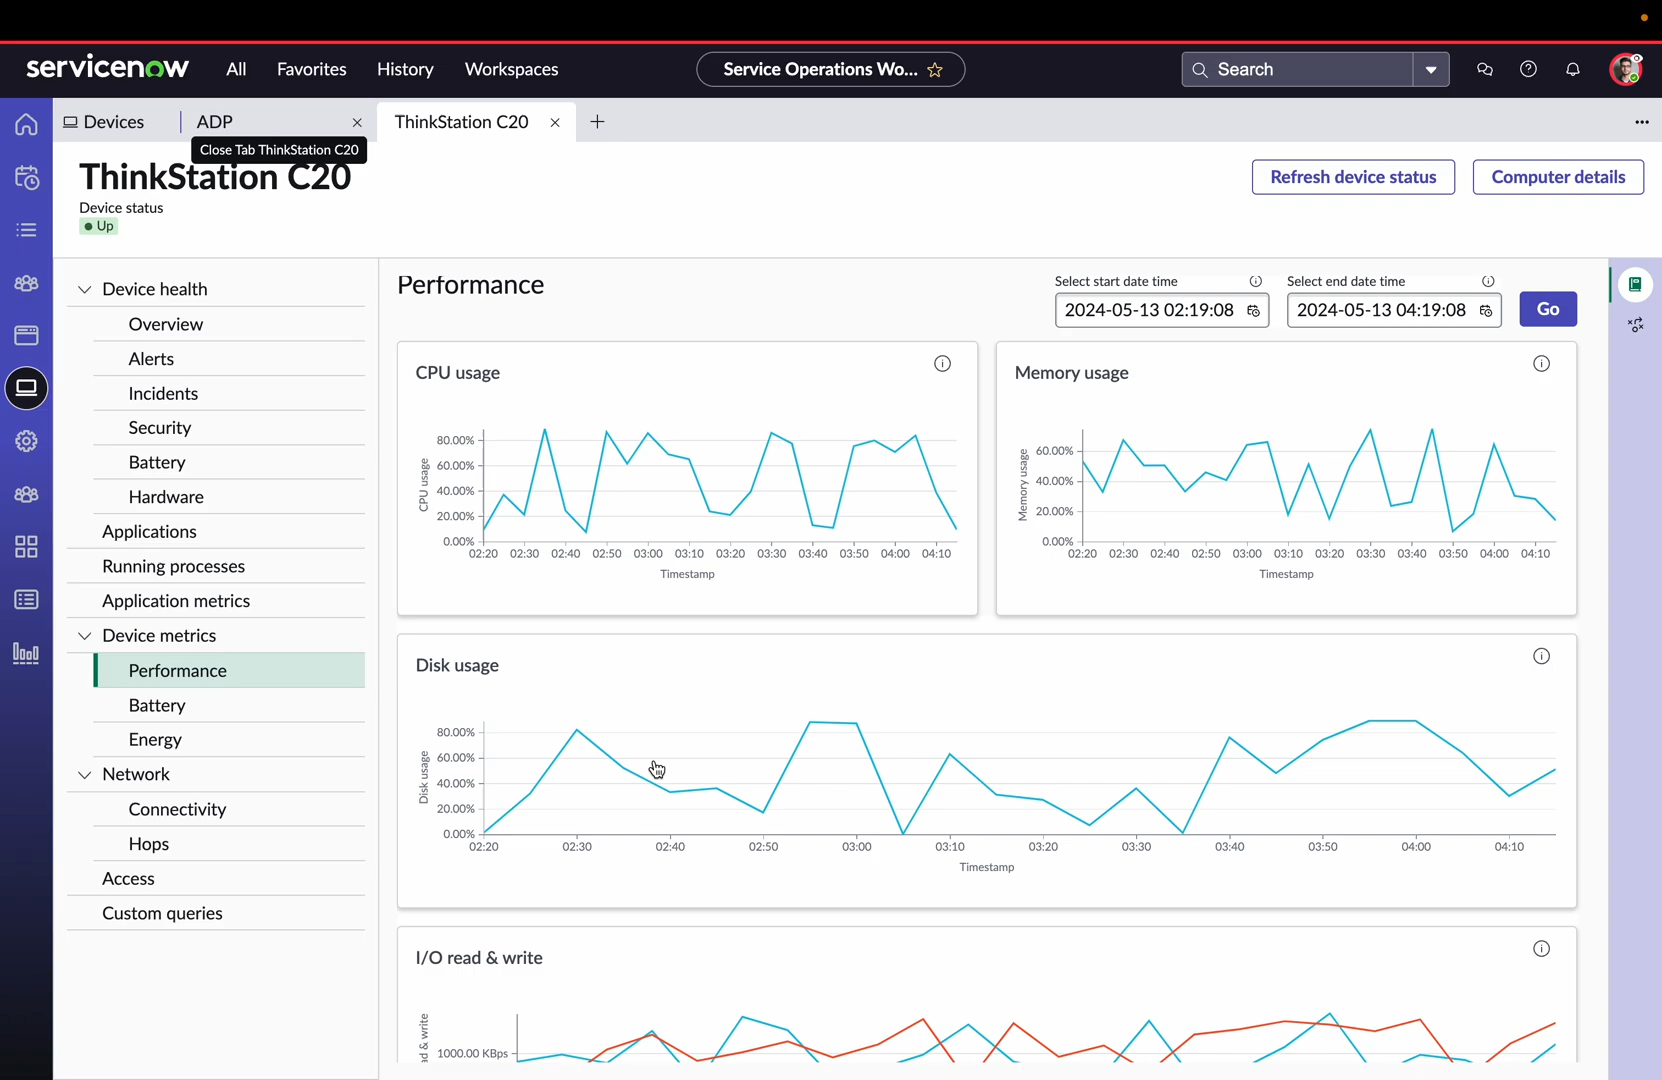 servicenow
All
Favorites
History
Workspaces
Service Operations Wo...
Search
Devices
ADP
ThinkStation C20
Close Tab ThinkStation C20
ThinkStation C20
Device status
Up
Refresh device status
Computer details
Device health
Overview
Alerts
Incidents
Security
Battery
Hardware
Applications
Running processes
Application metrics
Device metrics
Performance
Battery
Energy
Network
Connectivity
Hops
Access
Custom queries
Performance
Select start date time
2024-05-13 02:19:08
Select end date time
2024-05-13 04:19:08
Go
CPU usage
CPU usage
80.00%
60.00%
40.00%
20.00%
0.00%
02:20 02:30 02:40 02:50 03:00 03:10 03:20 03:30 03:40 03:50 04:00 04:10
Timestamp
Memory usage
Memory usage
60.00%
40.00%
20.00%
0.00%
02:20 02:30 02:40 02:50 03:00 03:10 03:20 03:30 03:40 03:50 04:00 04:10
Timestamp
Disk usage
Disk usage
80.00%
60.00%
40.00%
20.00%
0.00%
02:20 02:30 02:40 02:50 03:00 03:10 03:20 03:30 03:40 03:50 04:00 04:10
Timestamp
I/O read & write
ad & write
1000.00 KBps